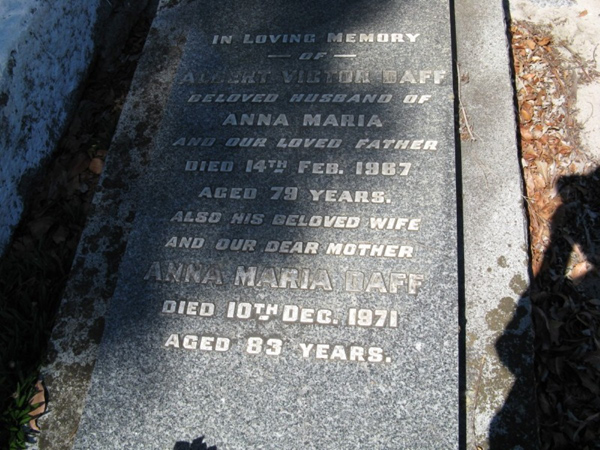 IN LOVING MEMORY
— OF —
ALBERT VICTOR DAFF
BELOVED HUSBAND OF
ANNA MARIA
AND OUR LOVED FATHER
DIED 14TH FEB. 1967
AGED 79 YEARS.
ALSO HIS BELOVED WIFE
AND OUR DEAR MOTHER
ANNA MARIA DAFF
DIED 10TH DEC. 1971
AGED 83 YEARS.